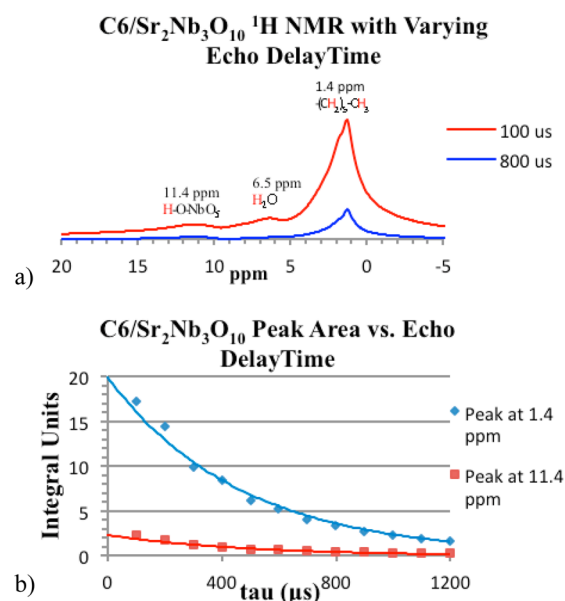 C6/Sr₂Nb₃O₁₀ ¹H NMR with Varying
Echo DelayTime
1.4 ppm
-(CH₂)₅-CH₃
100 us
800 us
6.5 ppm
H₂O
11.4 ppm
H-O-NbO₅
20 15 10 5 0 -5
ppm
a)
C6/Sr₂Nb₃O₁₀ Peak Area vs. Echo
DelayTime
20
15
10
5
0
Integral Units
Peak at 1.4
ppm
Peak at 11.4
ppm
0 400 800 1200
tau (µs)
b)